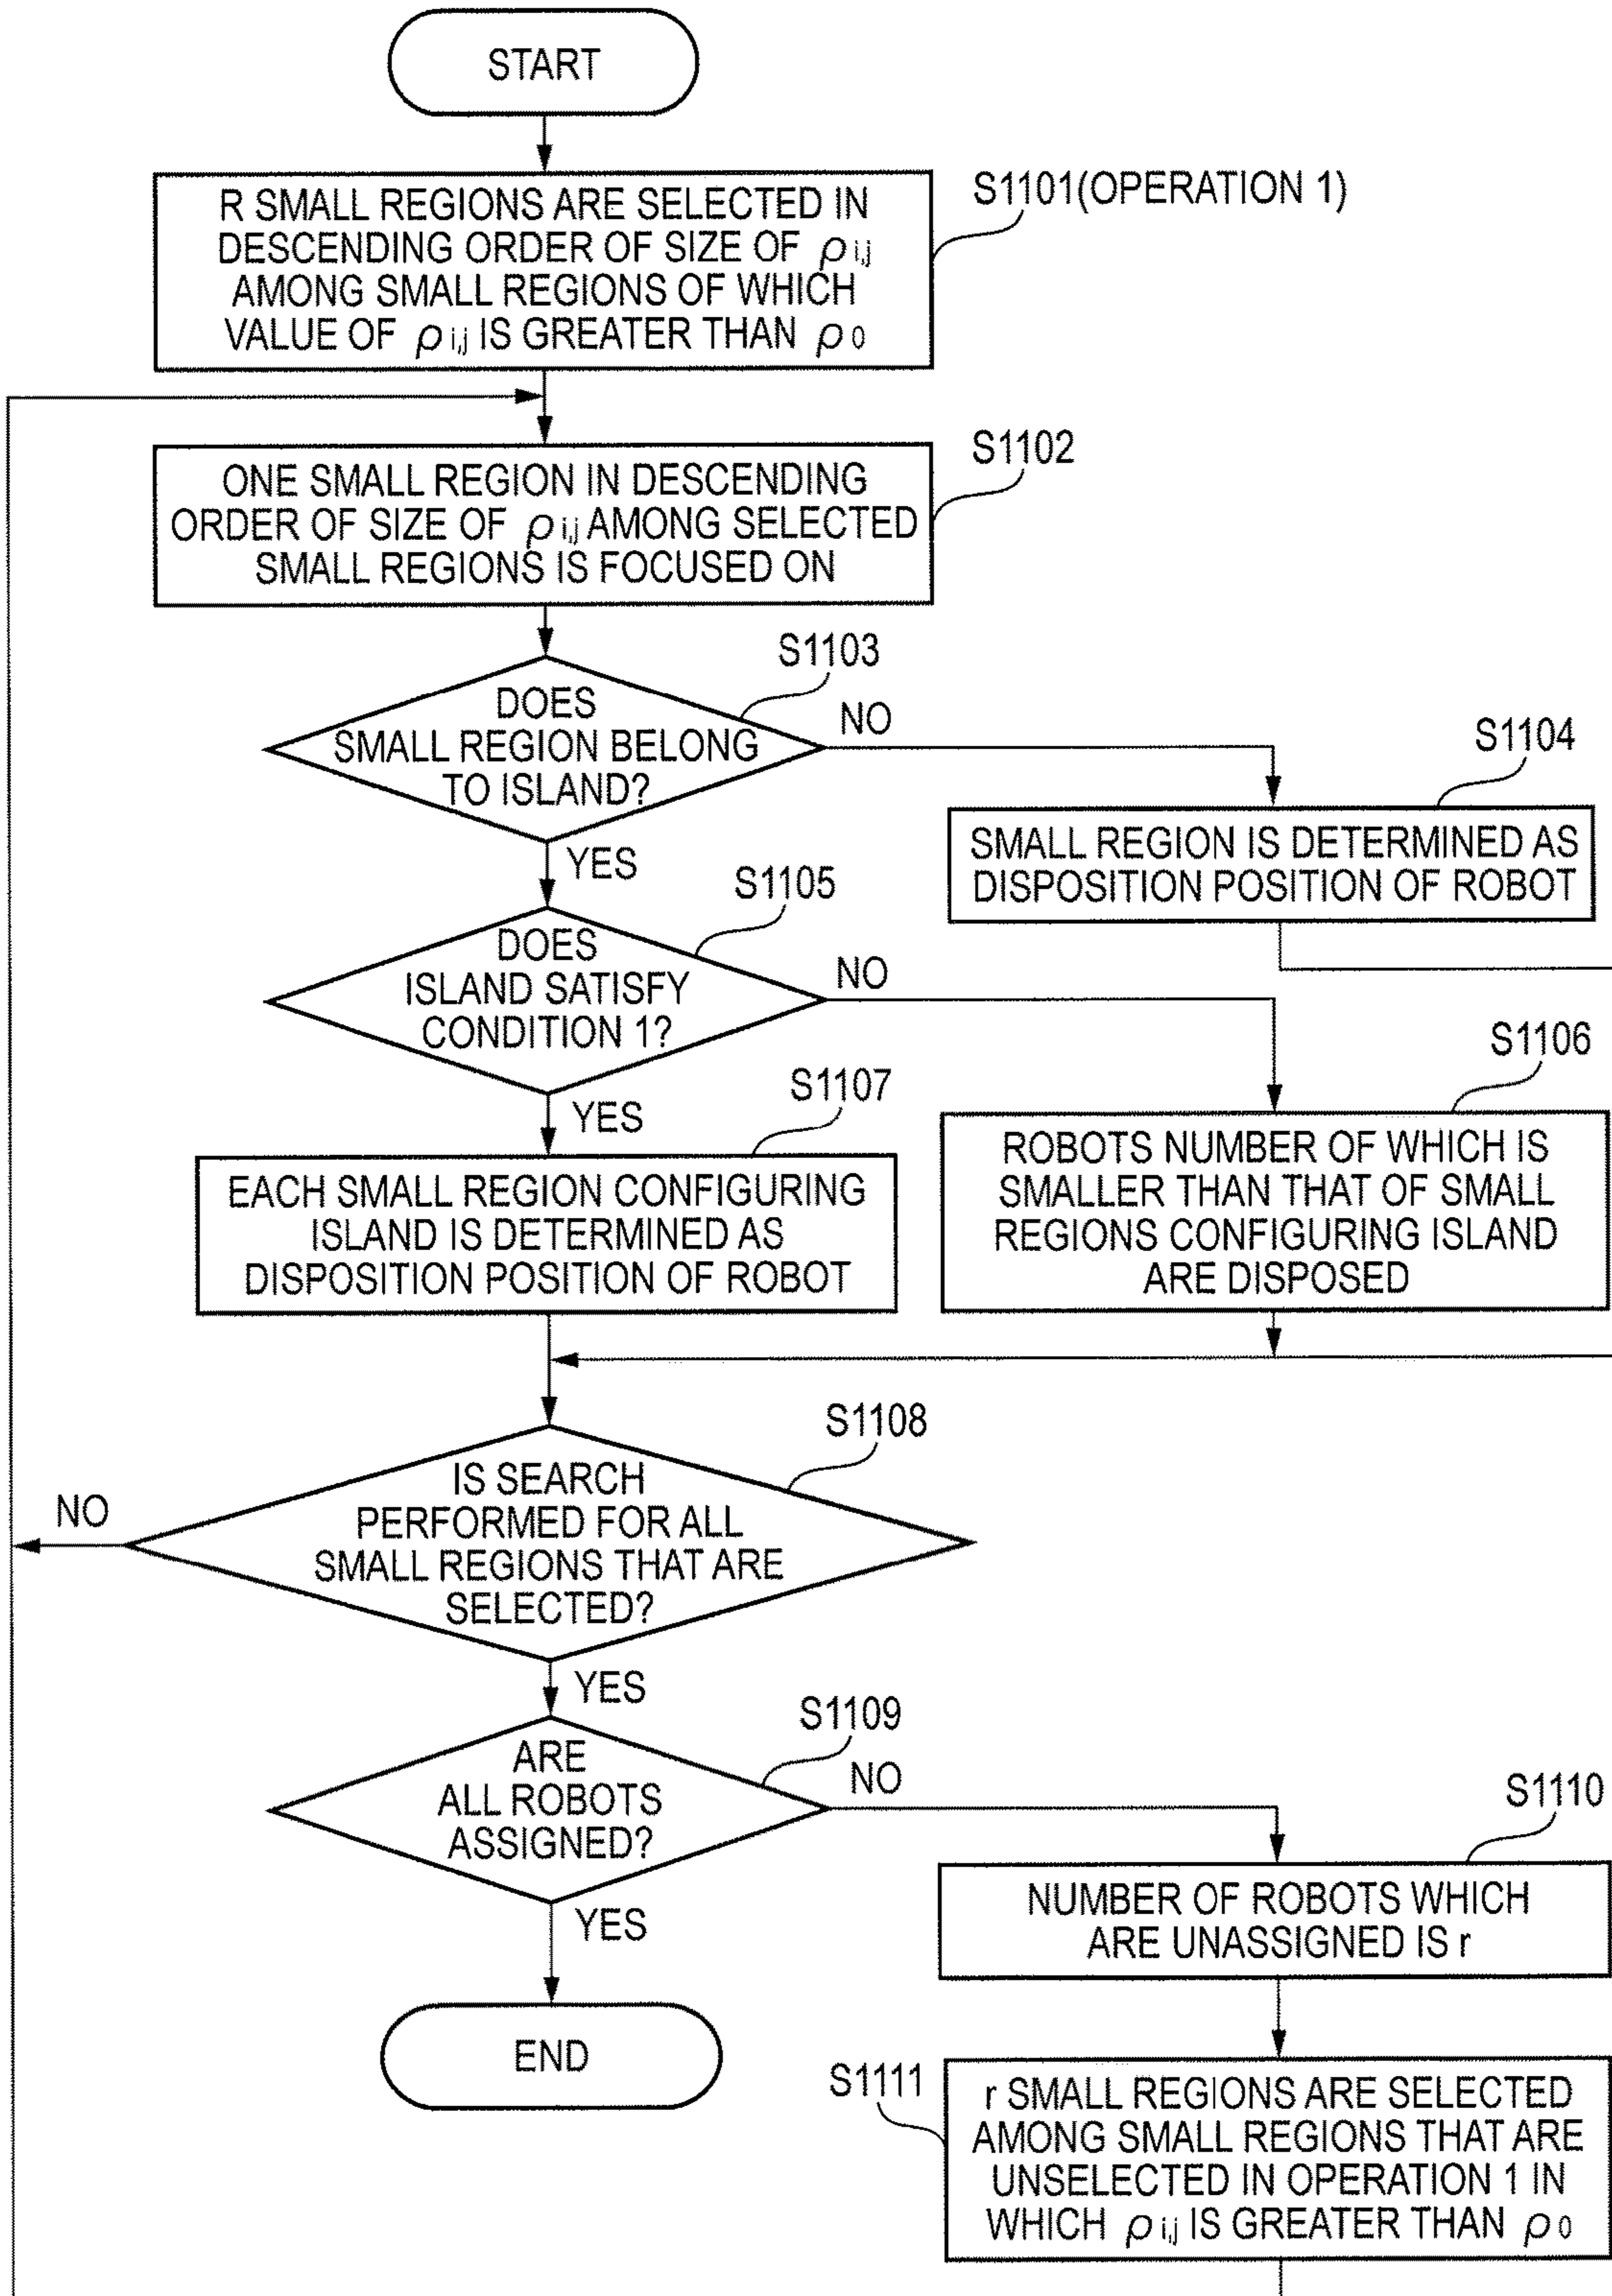 START
R SMALL REGIONS ARE SELECTED IN
DESCENDING ORDER OF SIZE OF ρi,j
AMONG SMALL REGIONS OF WHICH
VALUE OF ρi,j IS GREATER THAN ρ0
S1101(OPERATION 1)
ONE SMALL REGION IN DESCENDING
ORDER OF SIZE OF ρi,j AMONG SELECTED
SMALL REGIONS IS FOCUSED ON
S1102
DOES
SMALL REGION BELONG
TO ISLAND?
S1103
NO
YES
S1104
SMALL REGION IS DETERMINED AS
DISPOSITION POSITION OF ROBOT
DOES
ISLAND SATISFY
CONDITION 1?
S1105
NO
YES
S1106
ROBOTS NUMBER OF WHICH IS
SMALLER THAN THAT OF SMALL
REGIONS CONFIGURING ISLAND
ARE DISPOSED
S1107
EACH SMALL REGION CONFIGURING
ISLAND IS DETERMINED AS
DISPOSITION POSITION OF ROBOT
S1108
IS SEARCH
PERFORMED FOR ALL
SMALL REGIONS THAT ARE
SELECTED?
NO
YES
S1109
ARE
ALL ROBOTS
ASSIGNED?
NO
YES
S1110
NUMBER OF ROBOTS WHICH
ARE UNASSIGNED IS r
END
S1111
r SMALL REGIONS ARE SELECTED
AMONG SMALL REGIONS THAT ARE
UNSELECTED IN OPERATION 1 IN
WHICH ρi,j IS GREATER THAN ρ0